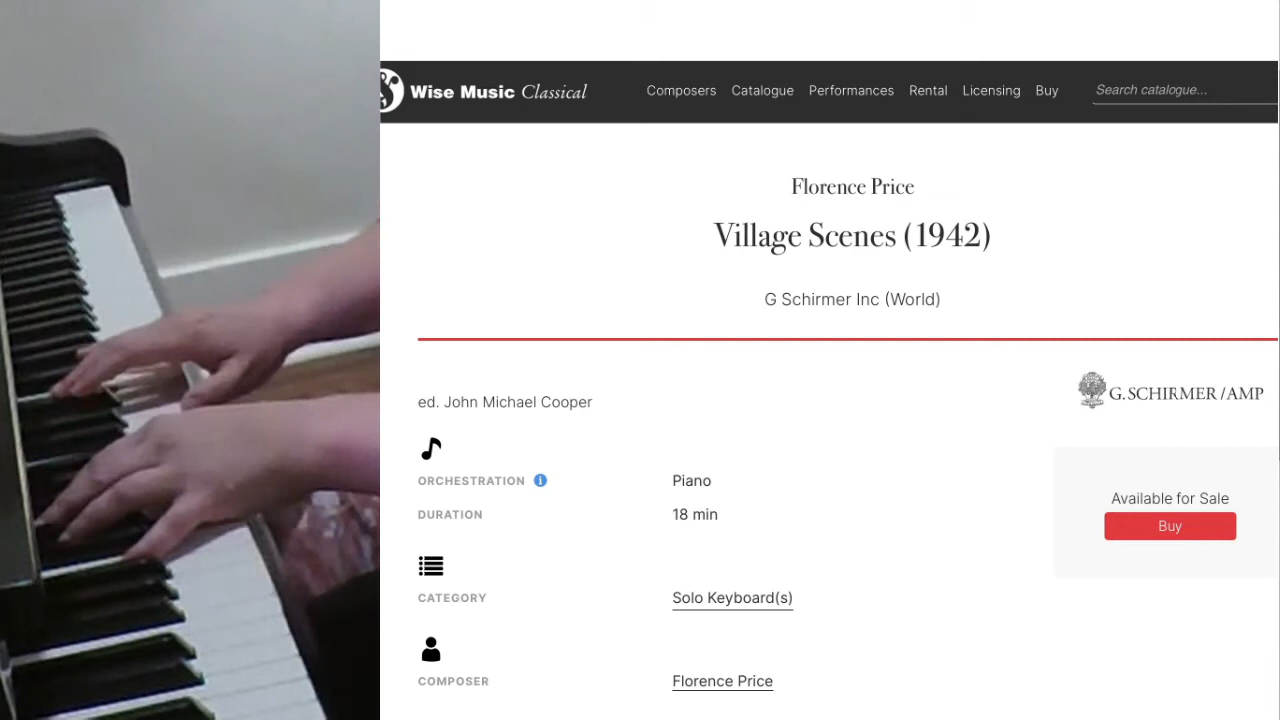 Wise Music Classical
Composers Catalogue Performances Rental Licensing Buy Search catalogue...
Florence Price
Village Scenes (1942)
G Schirmer Inc (World)
G. SCHIRMER / AMP
ed. John Michael Cooper
ORCHESTRATION i Piano
DURATION 18 min
Available for Sale
Buy
CATEGORY Solo Keyboard(s)
COMPOSER Florence Price